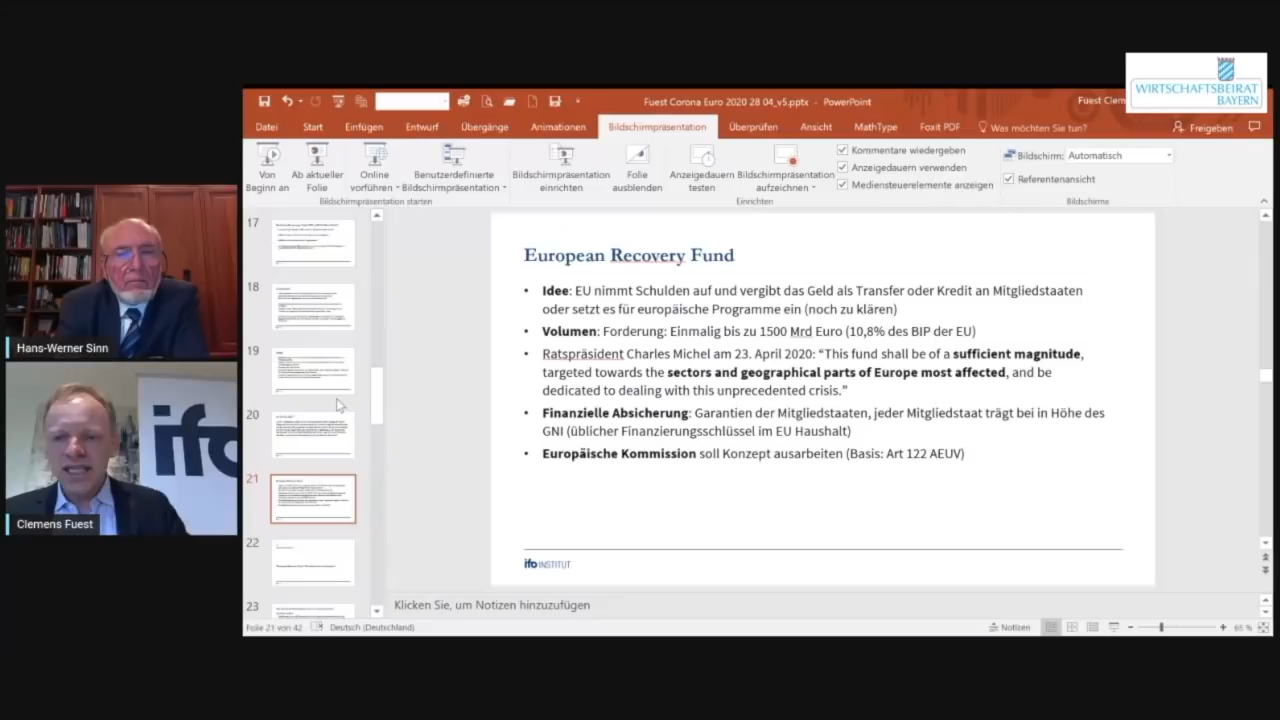 WIRTSCHAFTSBEIRAT
BAYERN
Fuest Corona Euro 2020 28 04_v5.pptx - PowerPoint
Fuest Clem
Datei Start Einfügen Entwurf Übergänge Animationen Bildschirmpräsentation Überprüfen Ansicht MathType Foxit PDF Was möchten Sie tun? Freigeben
Von
Beginn an
Ab aktueller
Folie
Online
vorführen
Benutzerdefinierte
Bildschirmpräsentation
Bildschirmpräsentation starten
Bildschirmpräsentation
einrichten
Folie
ausblenden
Anzeigedauern
testen
Bildschirmpräsentation
aufzeichnen
Kommentare wiedergeben
Anzeigedauern verwenden
Mediensteuerelemente anzeigen
Einrichten
Bildschirm: Automatisch
Referentenansicht
Bildschirme
17
18
19
20
21
22
23
European Recovery Fund
• Idee: EU nimmt Schulden auf und vergibt das Geld als Transfer oder Kredit an Mitgliedstaaten
oder setzt es für europäische Programme ein (noch zu klären)
• Volumen: Forderung: Einmalig bis zu 1500 Mrd Euro (10,8% des BIP der EU)
• Ratspräsident Charles Michel am 23. April 2020: “This fund shall be of a sufficient magnitude,
targeted towards the sectors and geographical parts of Europe most affected, and be
dedicated to dealing with this unprecedented crisis.”
• Finanzielle Absicherung: Garantien der Mitgliedstaaten, jeder Mitgliedstaat trägt bei in Höhe des
GNI (üblicher Finanzierungsschlüssel im EU Haushalt)
• Europäische Kommission soll Konzept ausarbeiten (Basis: Art 122 AEUV)
ifo INSTITUT
Klicken Sie, um Notizen hinzuzufügen
Folie 21 von 42 Deutsch (Deutschland) Notizen 65 %
Hans-Werner Sinn
ifo
Clemens Fuest